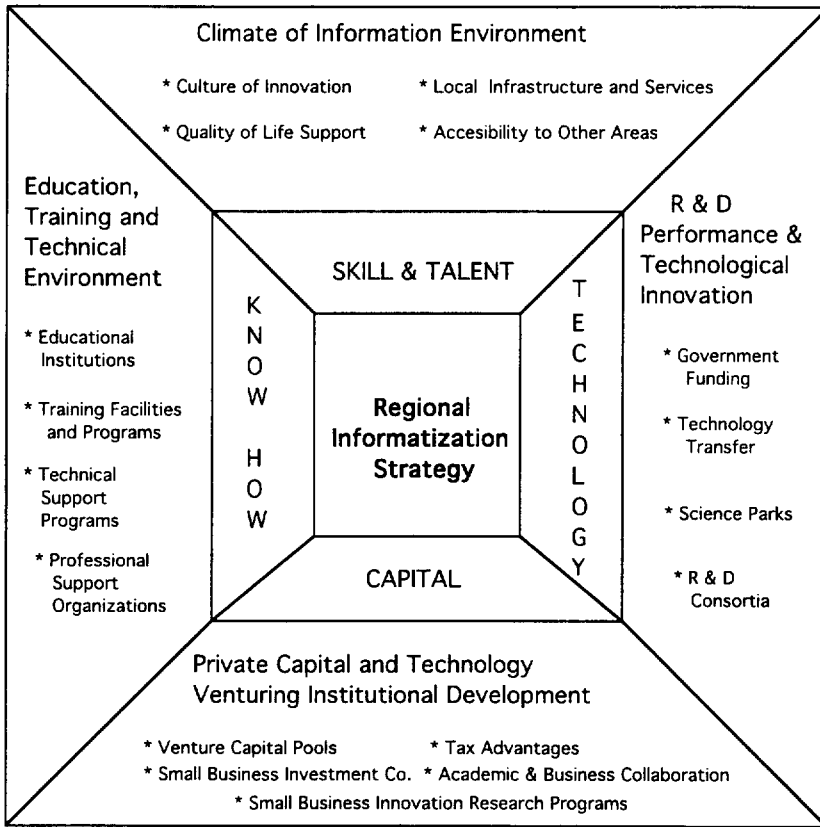 Climate of Information Environment
* Culture of Innovation
* Local Infrastructure and Services
* Quality of Life Support
* Accesibility to Other Areas
Education,
Training and
Technical
Environment
* Educational
Institutions
* Training Facilities
and Programs
* Technical
Support
Programs
* Professional
Support
Organizations
SKILL & TALENT
KNOW HOW
Regional
Informatization
Strategy
TECHNOLOGY
CAPITAL
R & D
Performance &
Technological
Innovation
* Government
Funding
* Technology
Transfer
* Science Parks
* R & D
Consortia
Private Capital and Technology
Venturing Institutional Development
* Venture Capital Pools
* Tax Advantages
* Small Business Investment Co.
* Academic & Business Collaboration
* Small Business Innovation Research Programs